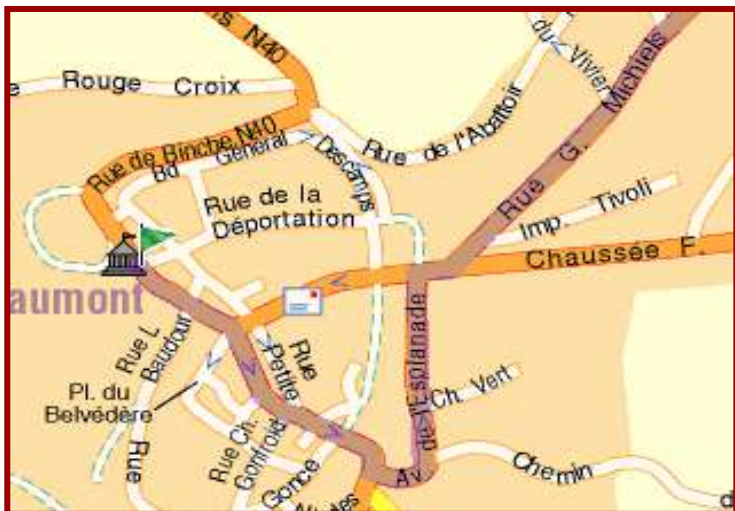 N40
du Vivier
Michiels
Rouge Croix
Rue de l'Abattoir
Rue de Binche N40
Bd Général Descamps
Rue G.
Rue de la
Déportation
Imp. Tivoli
Chaussée F.
aumont
Rue L.
Baudour
Rue
Petite
Av. de l'Esplanade
Pl. du
Belvédère
Ch. Vert
Rue
Rue Ch.
Gonfroid
Gonce
Chemin